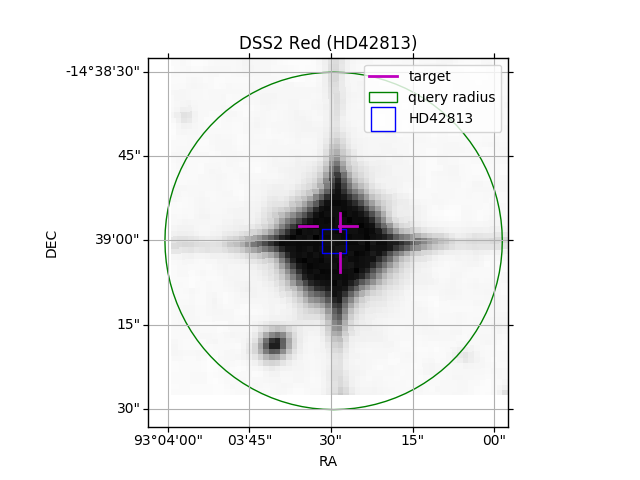 DSS2 Red (HD42813)
target
query radius
HD42813
-14°38'30"
45"
39'00"
15"
30"
DEC
93°04'00"
03'45"
30"
15"
00"
RA